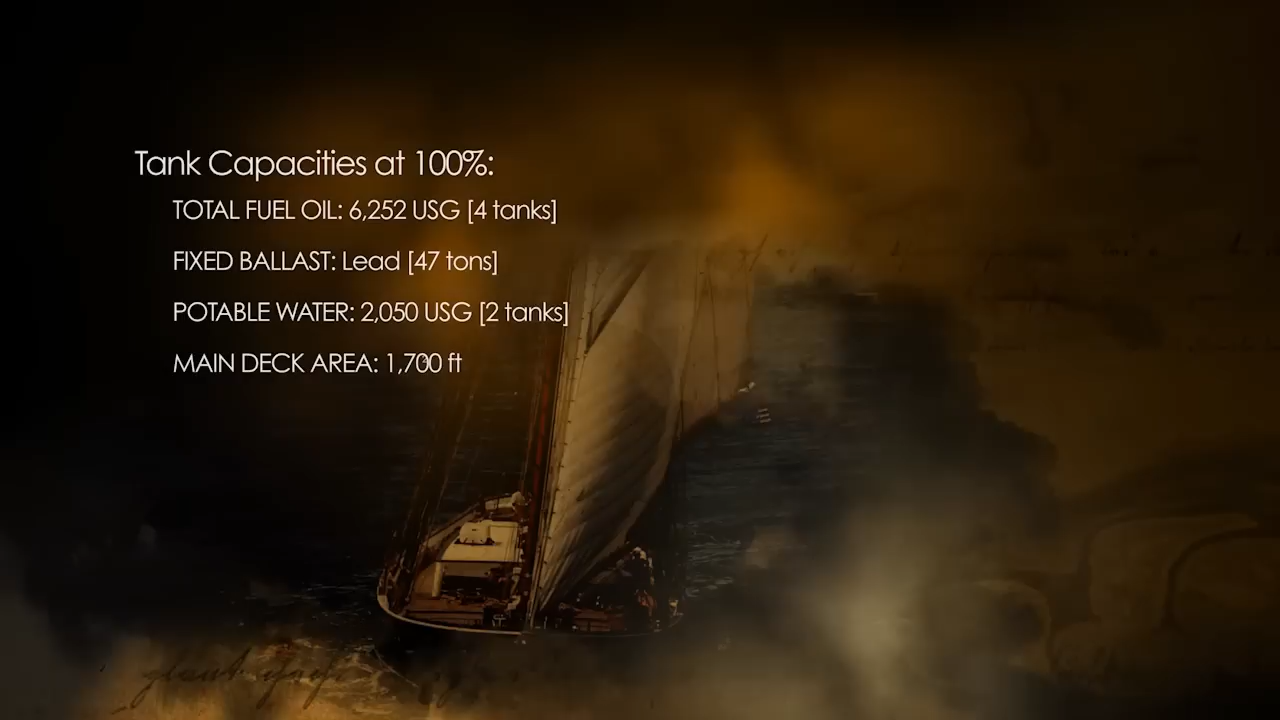 Tank Capacities at 100%:
TOTAL FUEL OIL: 6,252 USG [4 tanks]
FIXED BALLAST: Lead [47 tons]
POTABLE WATER: 2,050 USG [2 tanks]
MAIN DECK AREA: 1,700 ft